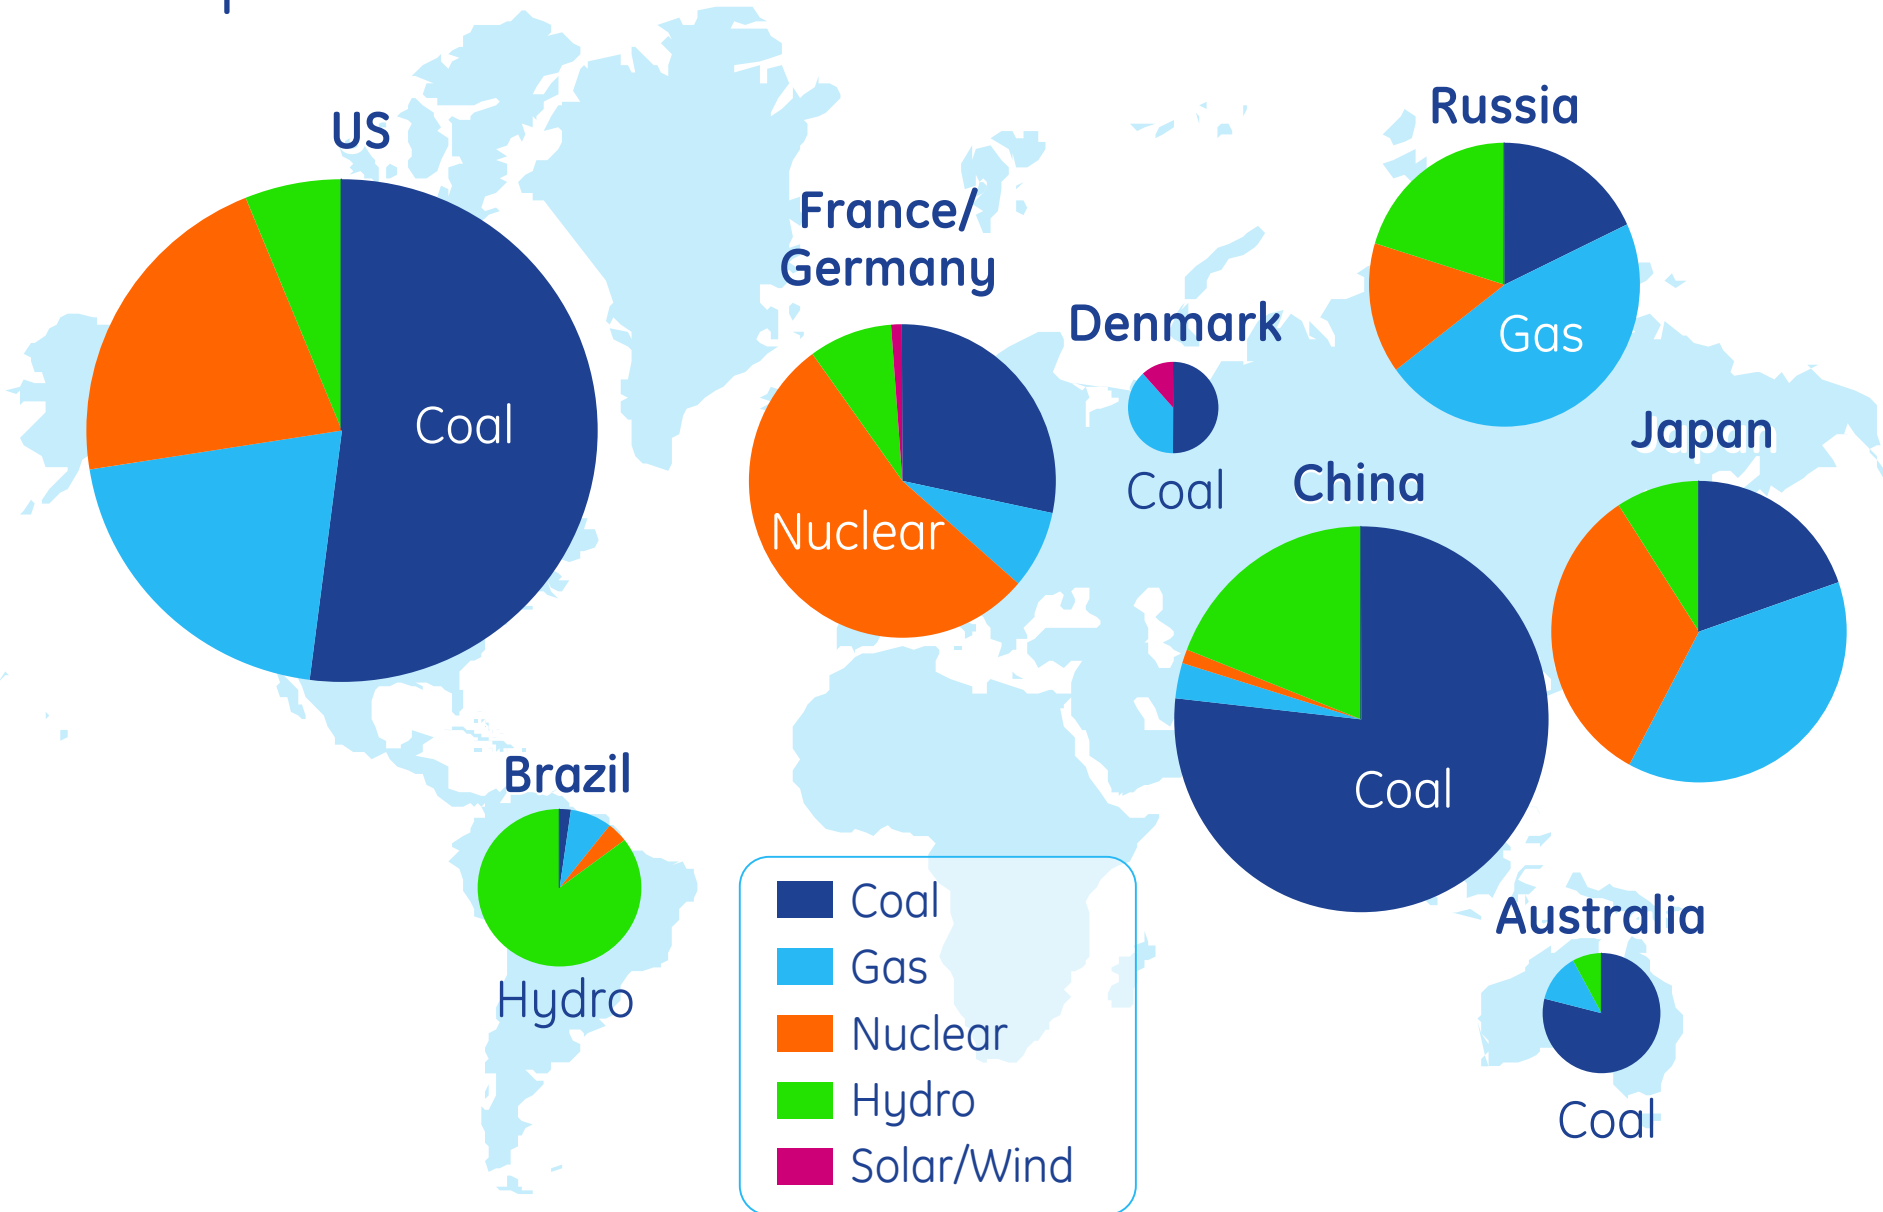 US
Coal
France/
Germany
Nuclear
Denmark
Coal
Russia
Gas
Japan
China
Coal
Brazil
Hydro
Australia
Coal
Coal
Gas
Nuclear
Hydro
Solar/Wind